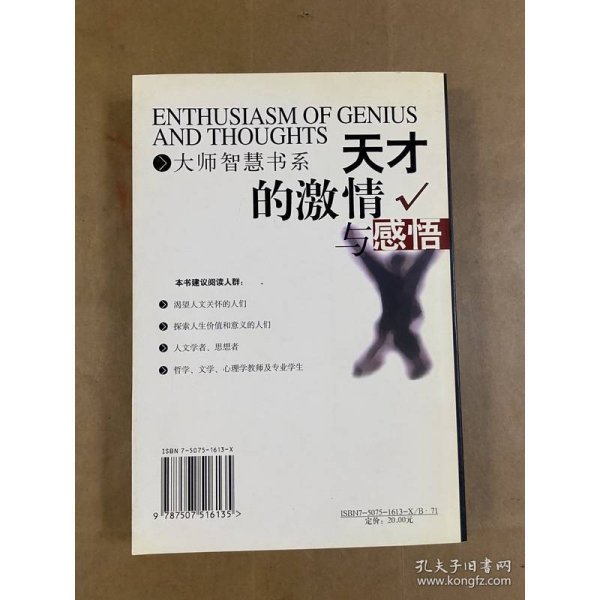 ENTHUSIASM OF GENIUS
AND THOUGHTS
大师智慧书系
天才
的激情
与感悟
本书建议阅读人群：
渴望人文关怀的人们
探索人生价值和意义的人们
人文学者、思想者
哲学、文学、心理学教师及专业学生
ISBN 7-5075-1613-X
9 787507 516135>
ISBN7-5075-1613-X/B·71
定价：20.00元
孔夫子旧书网
www.kongfz.com